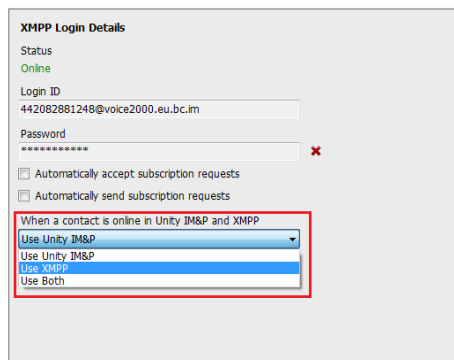 XMPP Login Details
Status
Online
Login ID
442082881248@voice2000.eu.bc.im
Password
***********
Automatically accept subscription requests
Automatically send subscription requests
When a contact is online in Unity IM&P and XMPP
Use Unity IM&P
Use Unity IM&P
Use XMPP
Use Both